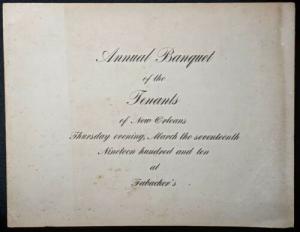 Annual Banquet
of the
Tenants
of New Orleans
Thursday evening, March the seventeenth
Nineteen hundred and ten
at
Fabacher's